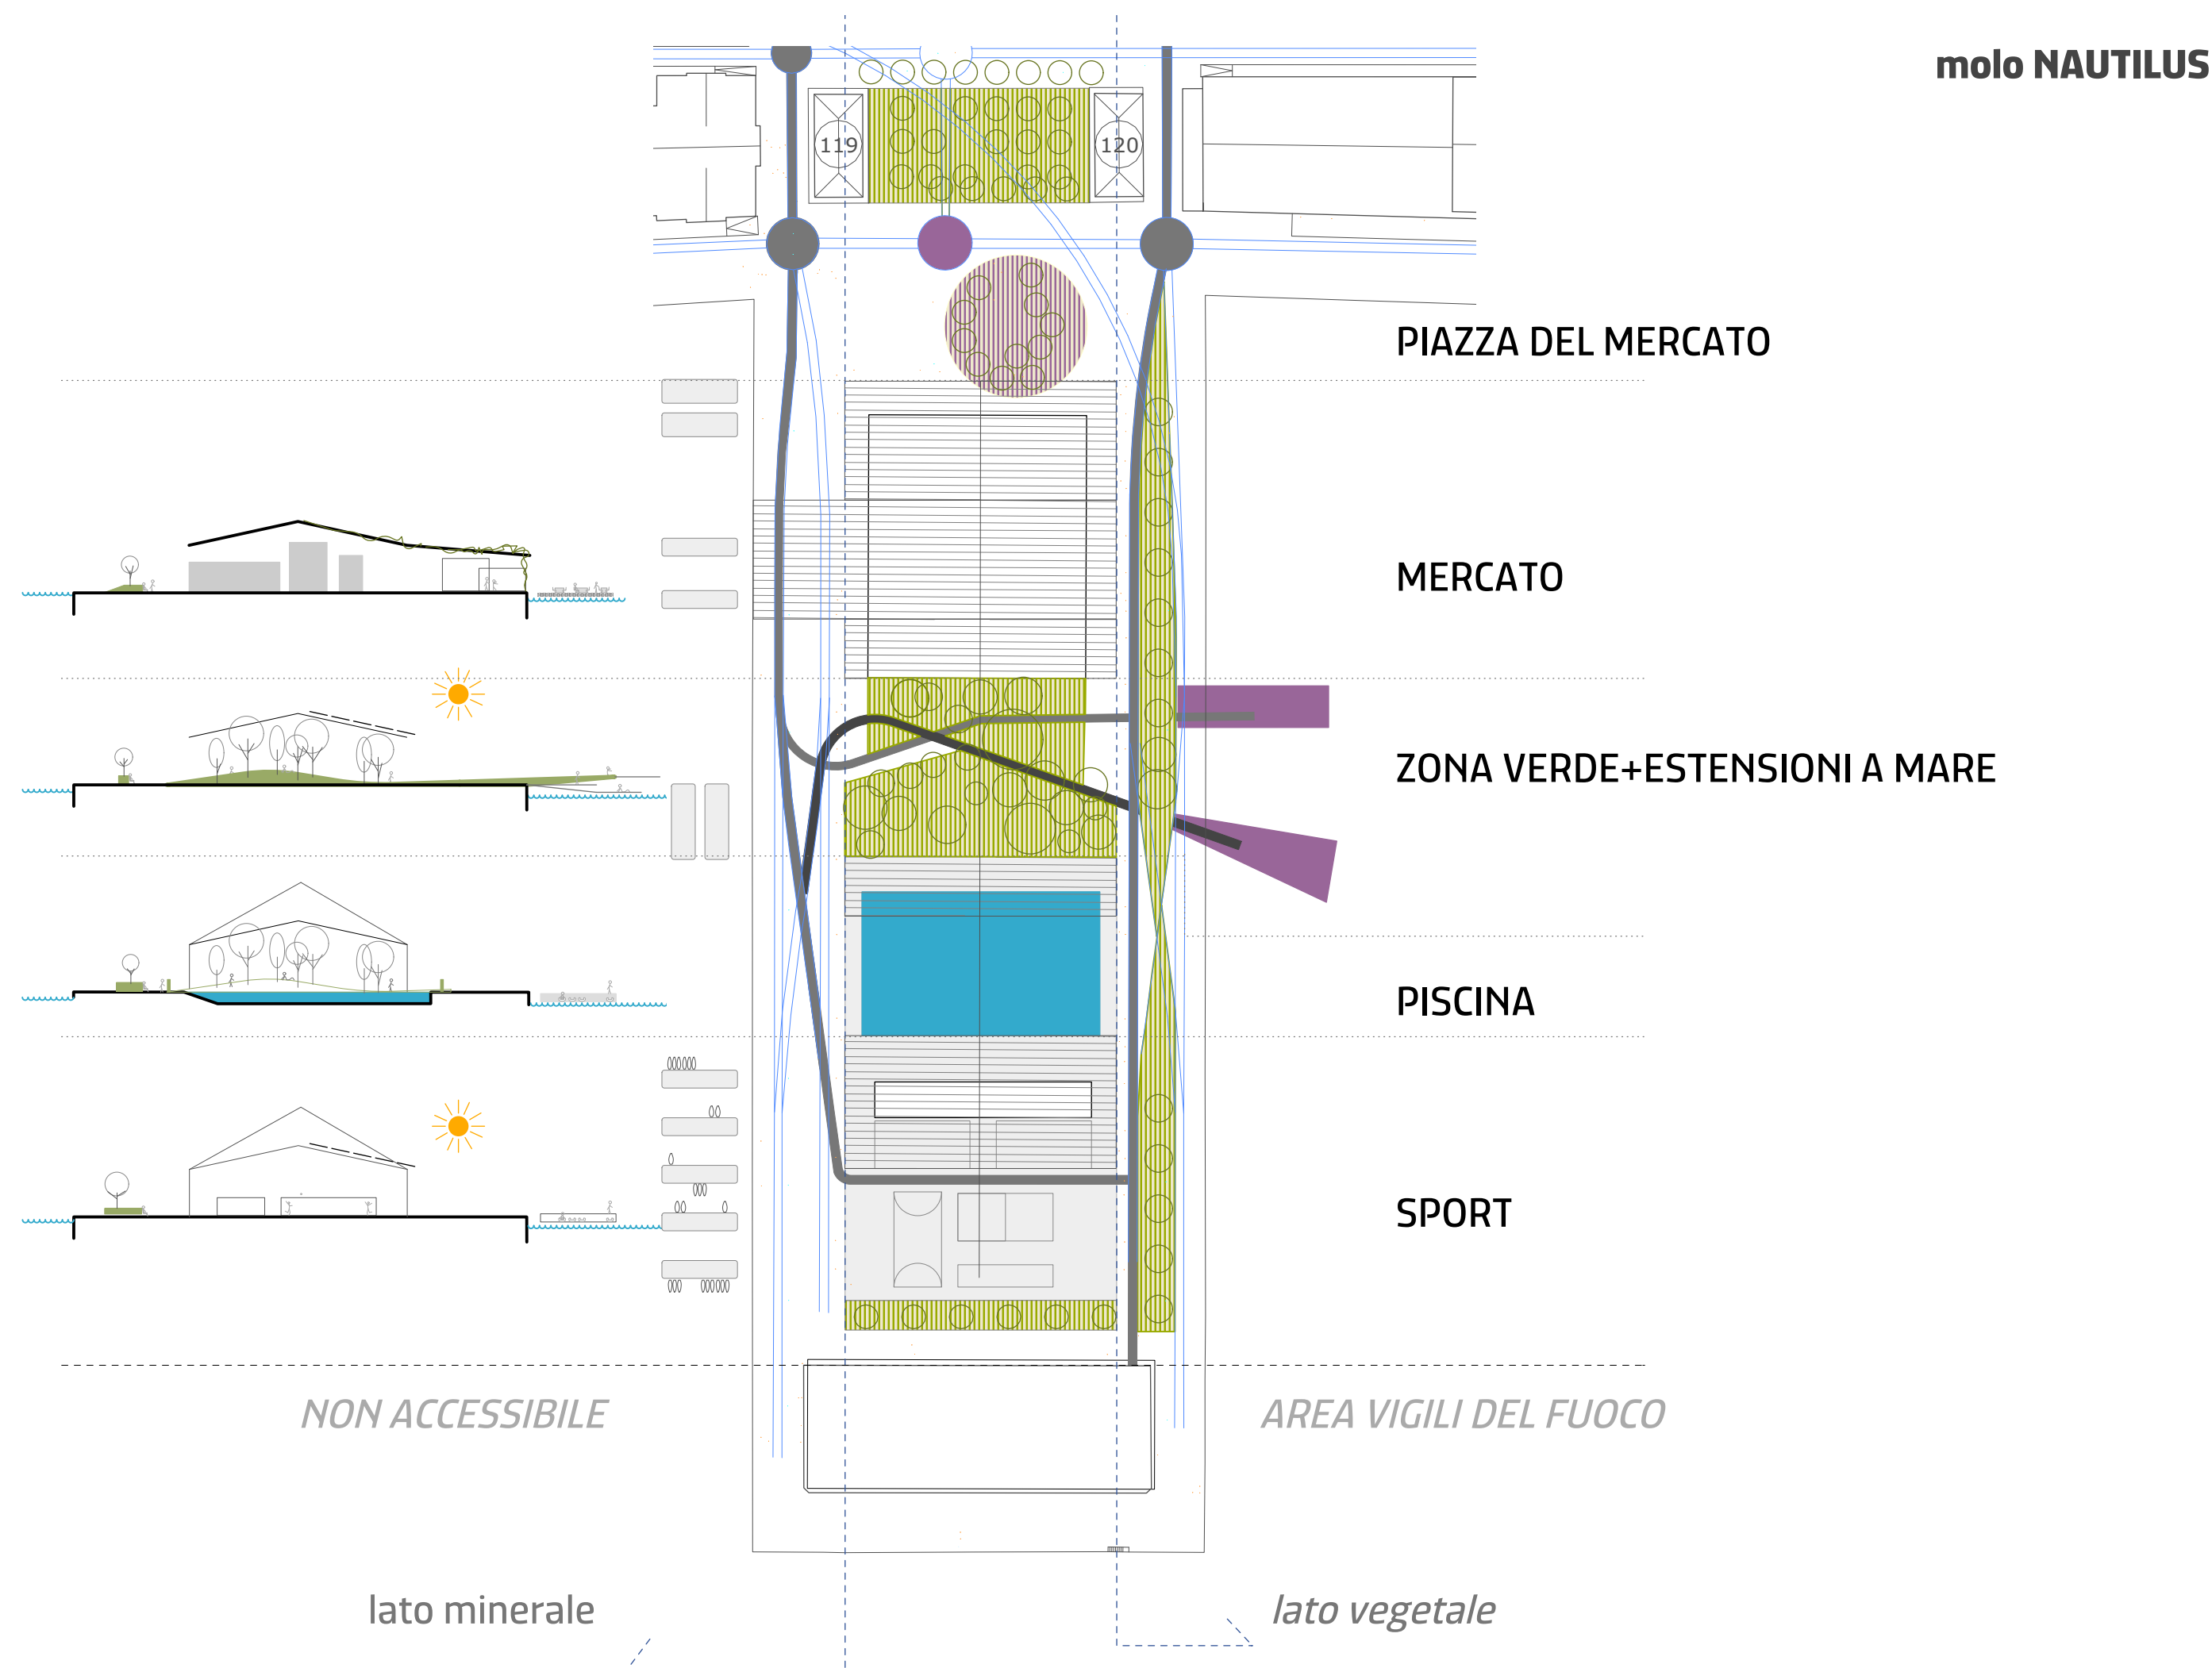 molo NAUTILUS
119
120
PIAZZA DEL MERCATO
MERCATO
ZONA VERDE+ESTENSIONI A MARE
PISCINA
SPORT
NON ACCESSIBILE
AREA VIGILI DEL FUOCO
lato minerale
lato vegetale